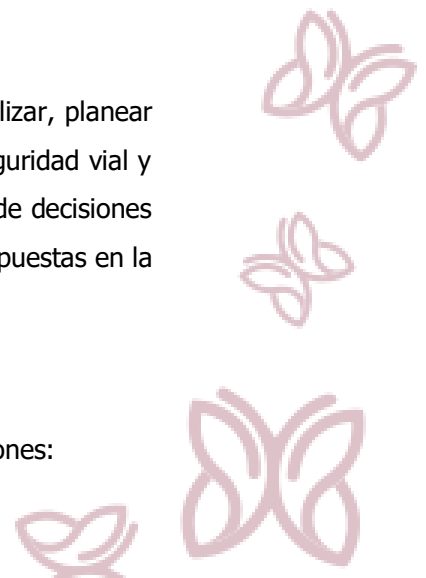 lizar, planear
guridad vial y
de decisiones
puestas en la
ones: